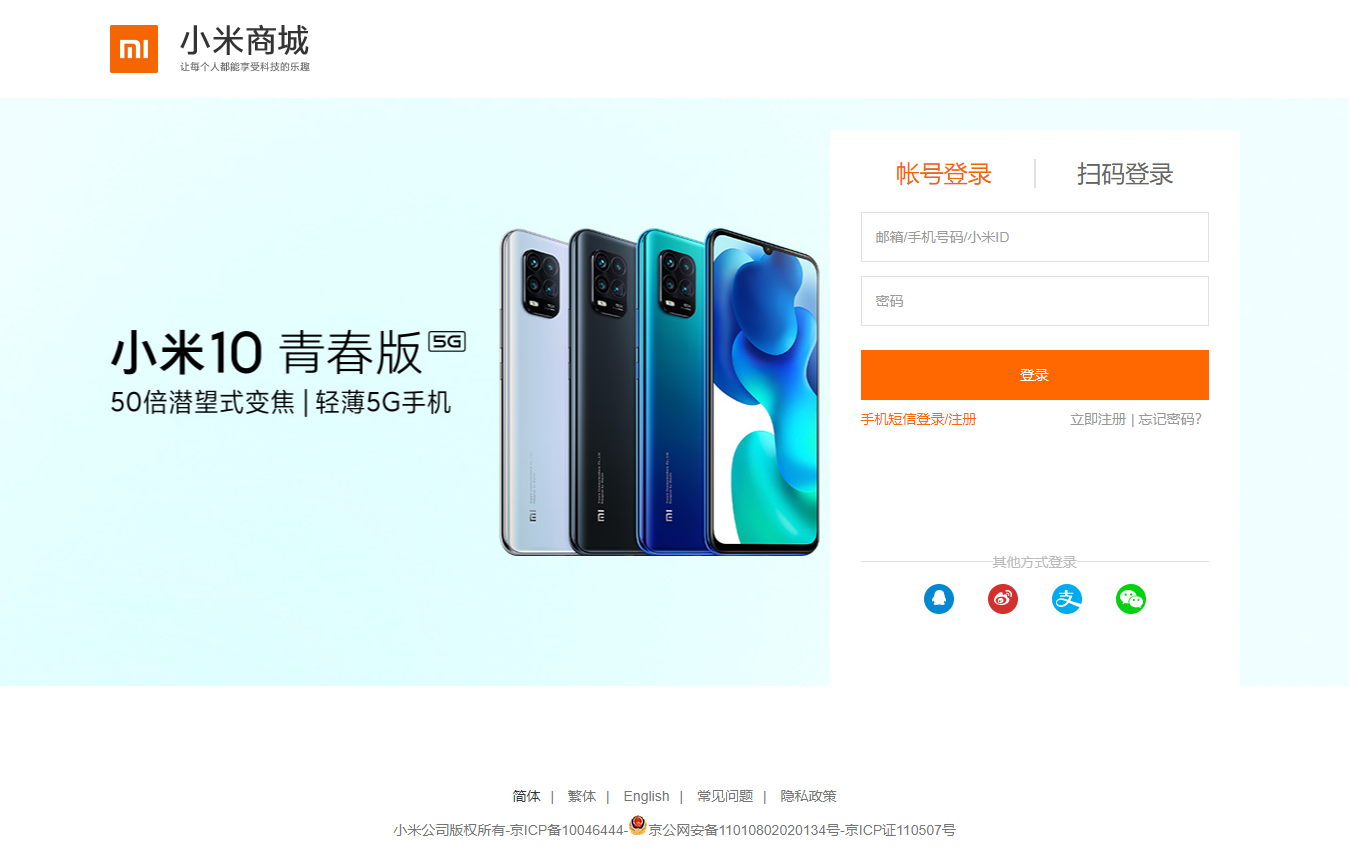 小米商城
让每个人都能享受科技的乐趣
帐号登录
扫码登录
邮箱/手机号码/小米ID
密码
登录
手机短信登录/注册
立即注册 | 忘记密码?
其他方式登录
小米10 青春版 5G
50倍潜望式变焦 | 轻薄5G手机
简体 | 繁体 | English | 常见问题 | 隐私政策
小米公司版权所有-京ICP备10046444-京公网安备11010802020134号-京ICP证110507号